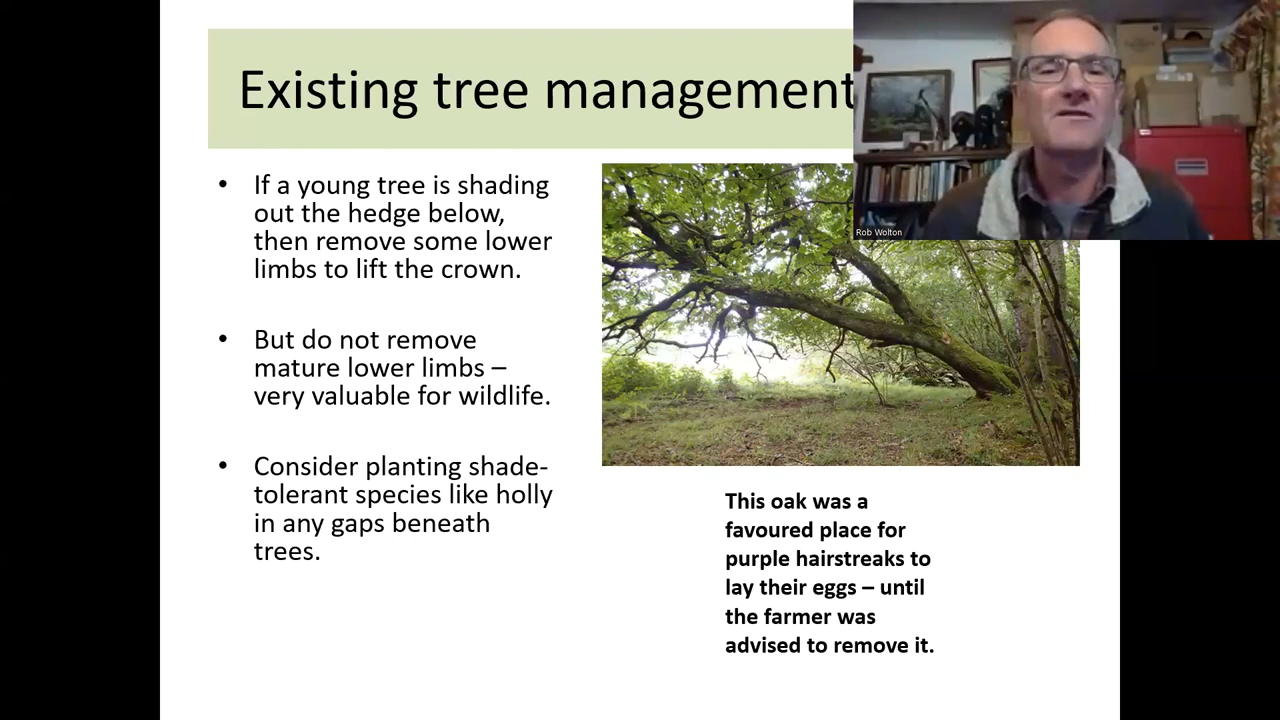 Existing tree management
• If a young tree is shading
out the hedge below,
then remove some lower
limbs to lift the crown.
• But do not remove
mature lower limbs –
very valuable for wildlife.
• Consider planting shade-
tolerant species like holly
in any gaps beneath
trees.
Rob Wolton
This oak was a
favoured place for
purple hairstreaks to
lay their eggs – until
the farmer was
advised to remove it.